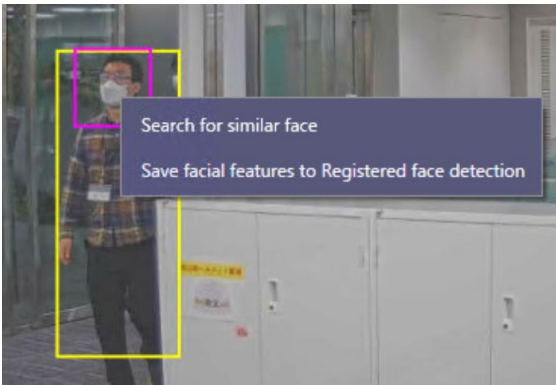 Search for similar face
Save facial features to Registered face detection